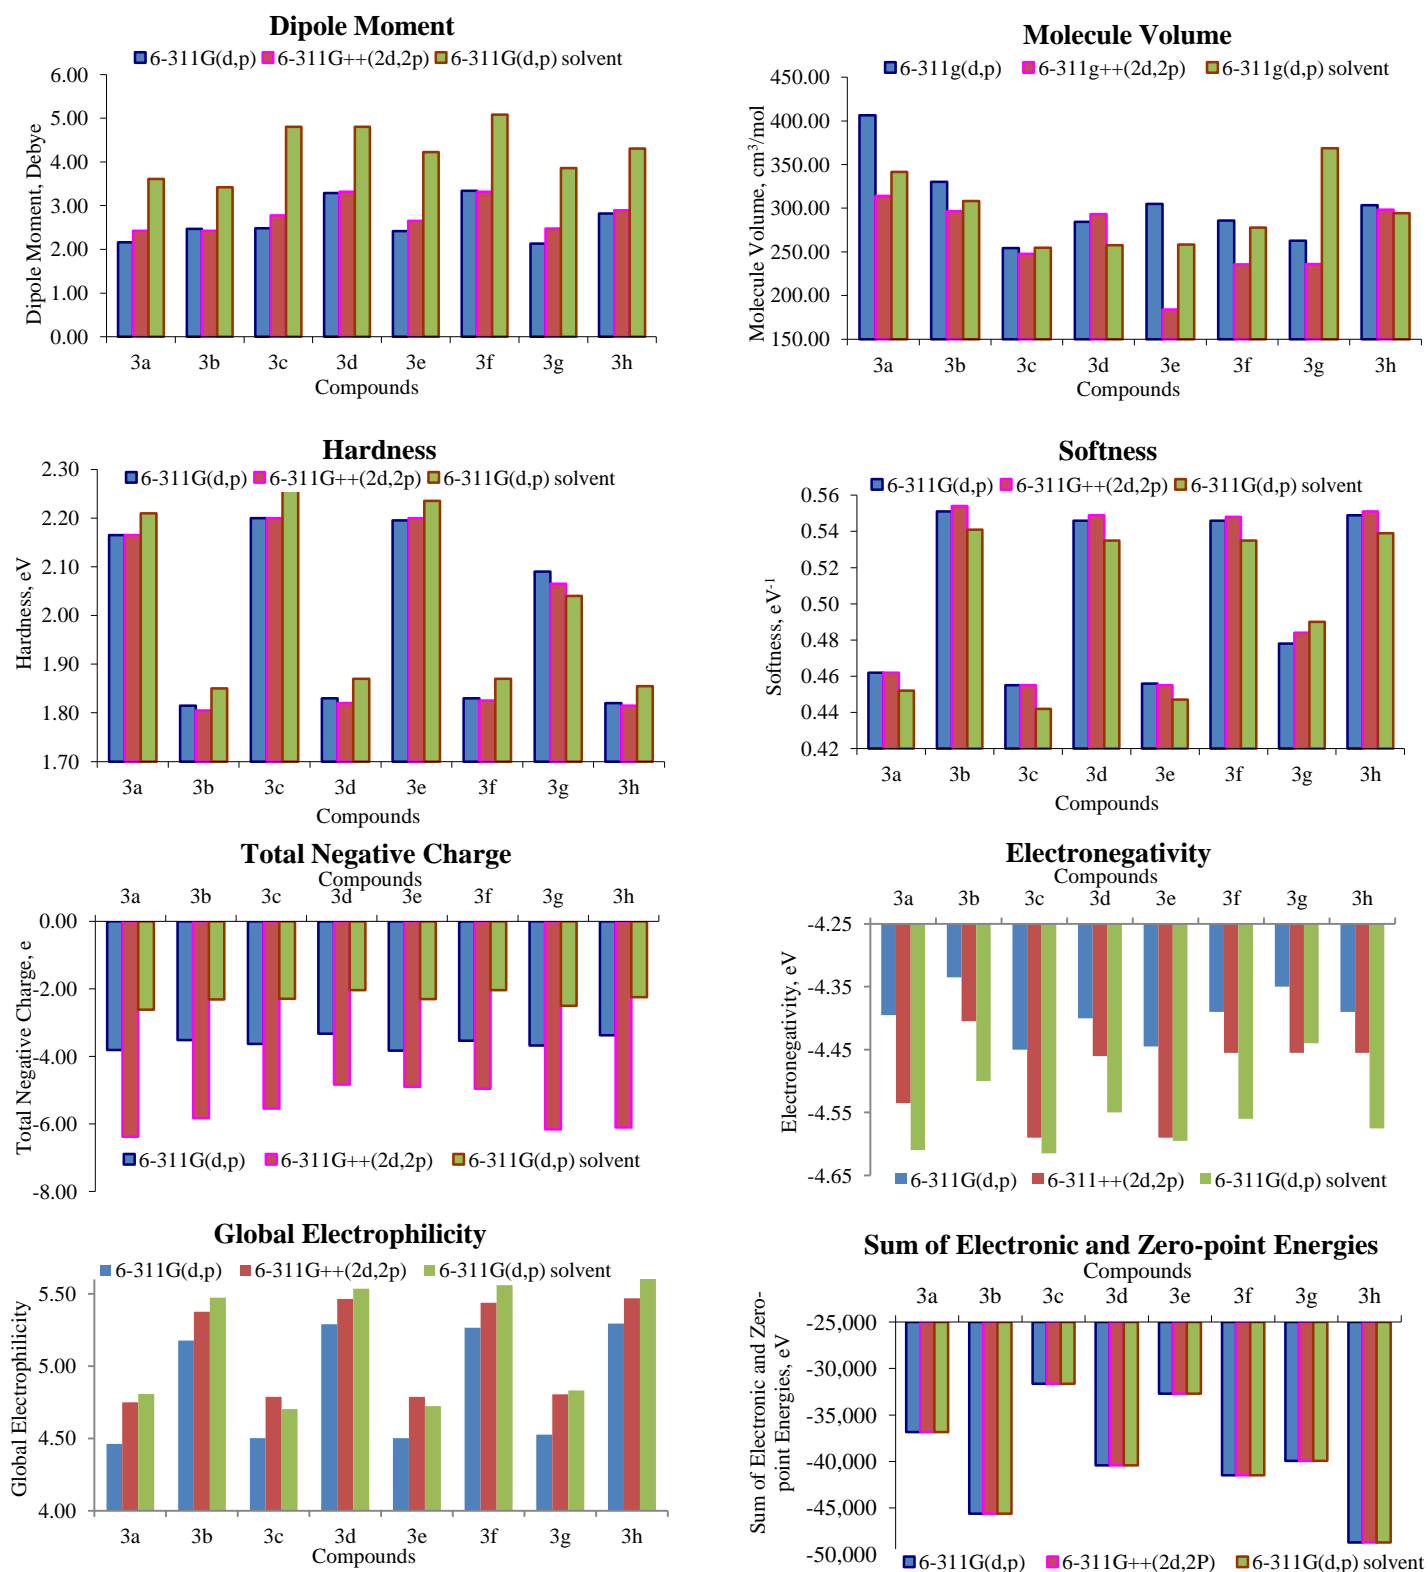 Dipole Moment
6-311G(d,p) 6-311G++(2d,2p) 6-311G(d,p) solvent
6.00
5.00
4.00
3.00
2.00
1.00
0.00
Dipole Moment, Debye
3a 3b 3c 3d 3e 3f 3g 3h
Compounds
Molecule Volume
6-311g(d,p) 6-311g++(2d,2p) 6-311g(d,p) solvent
450.00
400.00
350.00
300.00
250.00
200.00
150.00
Molecule Volume, cm³/mol
3a 3b 3c 3d 3e 3f 3g 3h
Compounds
Hardness
6-311G(d,p) 6-311G++(2d,2p) 6-311G(d,p) solvent
2.30
2.20
2.10
2.00
1.90
1.80
1.70
Hardness, eV
3a 3b 3c 3d 3e 3f 3g 3h
Compounds
Softness
6-311G(d,p) 6-311G++(2d,2p) 6-311G(d,p) solvent
0.56
0.54
0.52
0.50
0.48
0.46
0.44
0.42
Softness, eV⁻¹
3a 3b 3c 3d 3e 3f 3g 3h
Compounds
Total Negative Charge
Compounds
3a 3b 3c 3d 3e 3f 3g 3h
0.00
-2.00
-4.00
-6.00
-8.00
Total Negative Charge, e
6-311G(d,p) 6-311G++(2d,2p) 6-311G(d,p) solvent
Electronegativity
Compounds
3a 3b 3c 3d 3e 3f 3g 3h
-4.25
-4.35
-4.45
-4.55
-4.65
Electronegativity, eV
6-311G(d,p) 6-311++(2d,2p) 6-311G(d,p) solvent
Global Electrophilicity
6-311G(d,p) 6-311G++(2d,2p) 6-311G(d,p) solvent
5.50
5.00
4.50
4.00
Global Electrophilicity
3a 3b 3c 3d 3e 3f 3g 3h
Compounds
Sum of Electronic and Zero-point Energies
Compounds
3a 3b 3c 3d 3e 3f 3g 3h
-25,000
-30,000
-35,000
-40,000
-45,000
-50,000
Sum of Electronic and Zero-
point Energies, eV
6-311G(d,p) 6-311G++(2d,2P) 6-311G(d,p) solvent